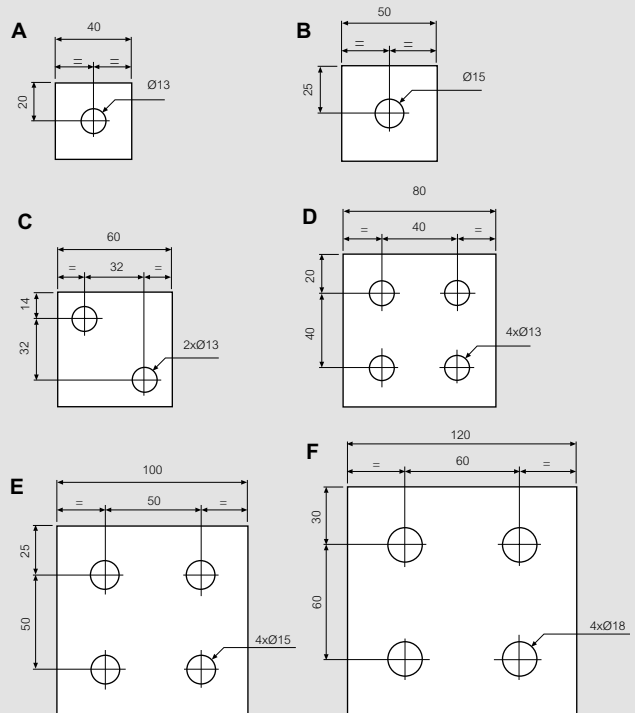 A
40
= =
20
Ø13
B
50
= =
25
Ø15
C
60
= 32 =
14
32
2xØ13
D
80
= 40 =
20
40
4xØ13
E
100
= 50 =
25
50
4xØ15
F
120
= 60 =
30
60
4xØ18